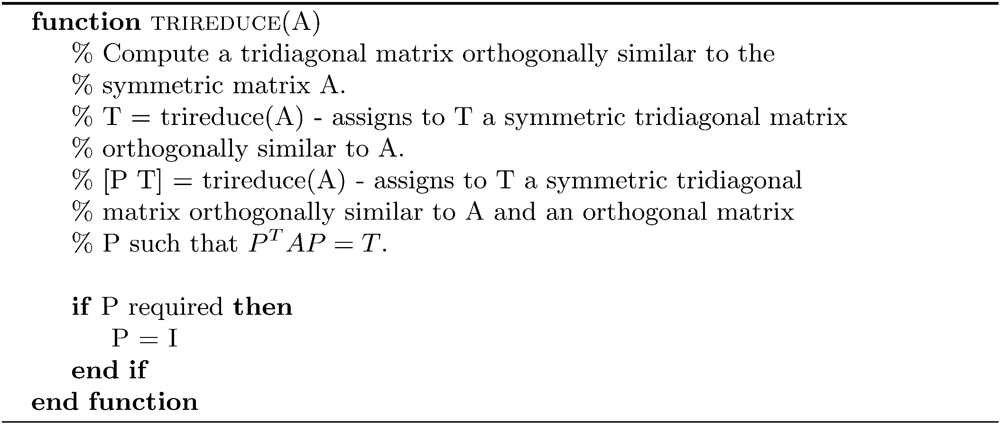 function TRIREDUCE(A)
% Compute a tridiagonal matrix orthogonally similar to the
% symmetric matrix A.
% T = trireduce(A) - assigns to T a symmetric tridiagonal matrix
% orthogonally similar to A.
% [P T] = trireduce(A) - assigns to T a symmetric tridiagonal
% matrix orthogonally similar to A and an orthogonal matrix
% P such that $P^T AP = T$.
if P required then
P = I
end if
end function